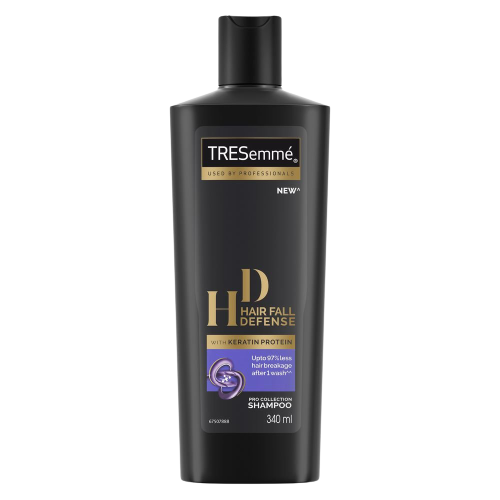 TRESemmé®
USED BY PROFESSIONALS
NEW^
HD
HAIR FALL
DEFENSE
WITH KERATIN PROTEIN
Upto 97% less
hair breakage
after 1 wash^^
PRO COLLECTION
SHAMPOO
67907868
340 ml